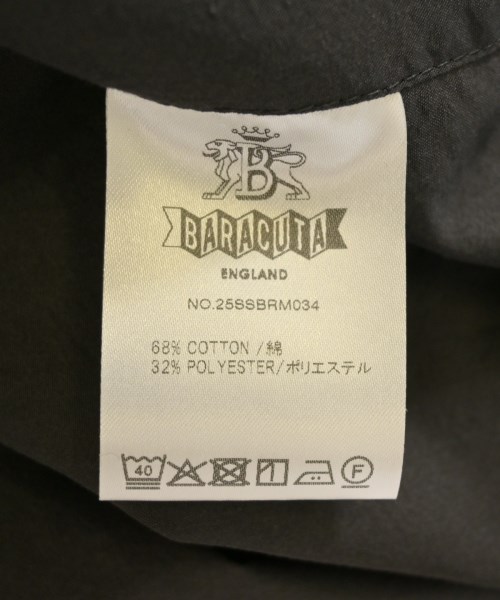 B
BARACUTA
ENGLAND
NO.25SSBRM034
68% COTTON /綿
32% POLYESTER/ポリエステル
40 F